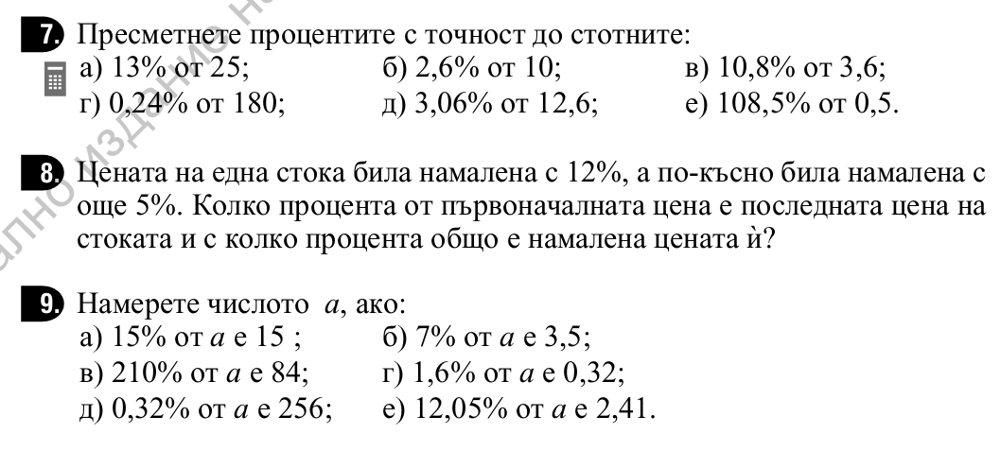 7. Пресметнете процентите с точност до стотните:
а) 13% от 25; б) 2,6% от 10; в) 10,8% от 3,6;
г) 0,24% от 180; д) 3,06% от 12,6; е) 108,5% от 0,5.
8. Цената на една стока била намалена с 12%, а по-късно била намалена с
още 5%. Колко процента от първоначалната цена е последната цена на
стоката и с колко процента общо е намалена цената ѝ?
9. Намерете числото a, ако:
а) 15% от a е 15 ; б) 7% от a е 3,5;
в) 210% от a е 84; г) 1,6% от a е 0,32;
д) 0,32% от a е 256; е) 12,05% от a е 2,41.
издание